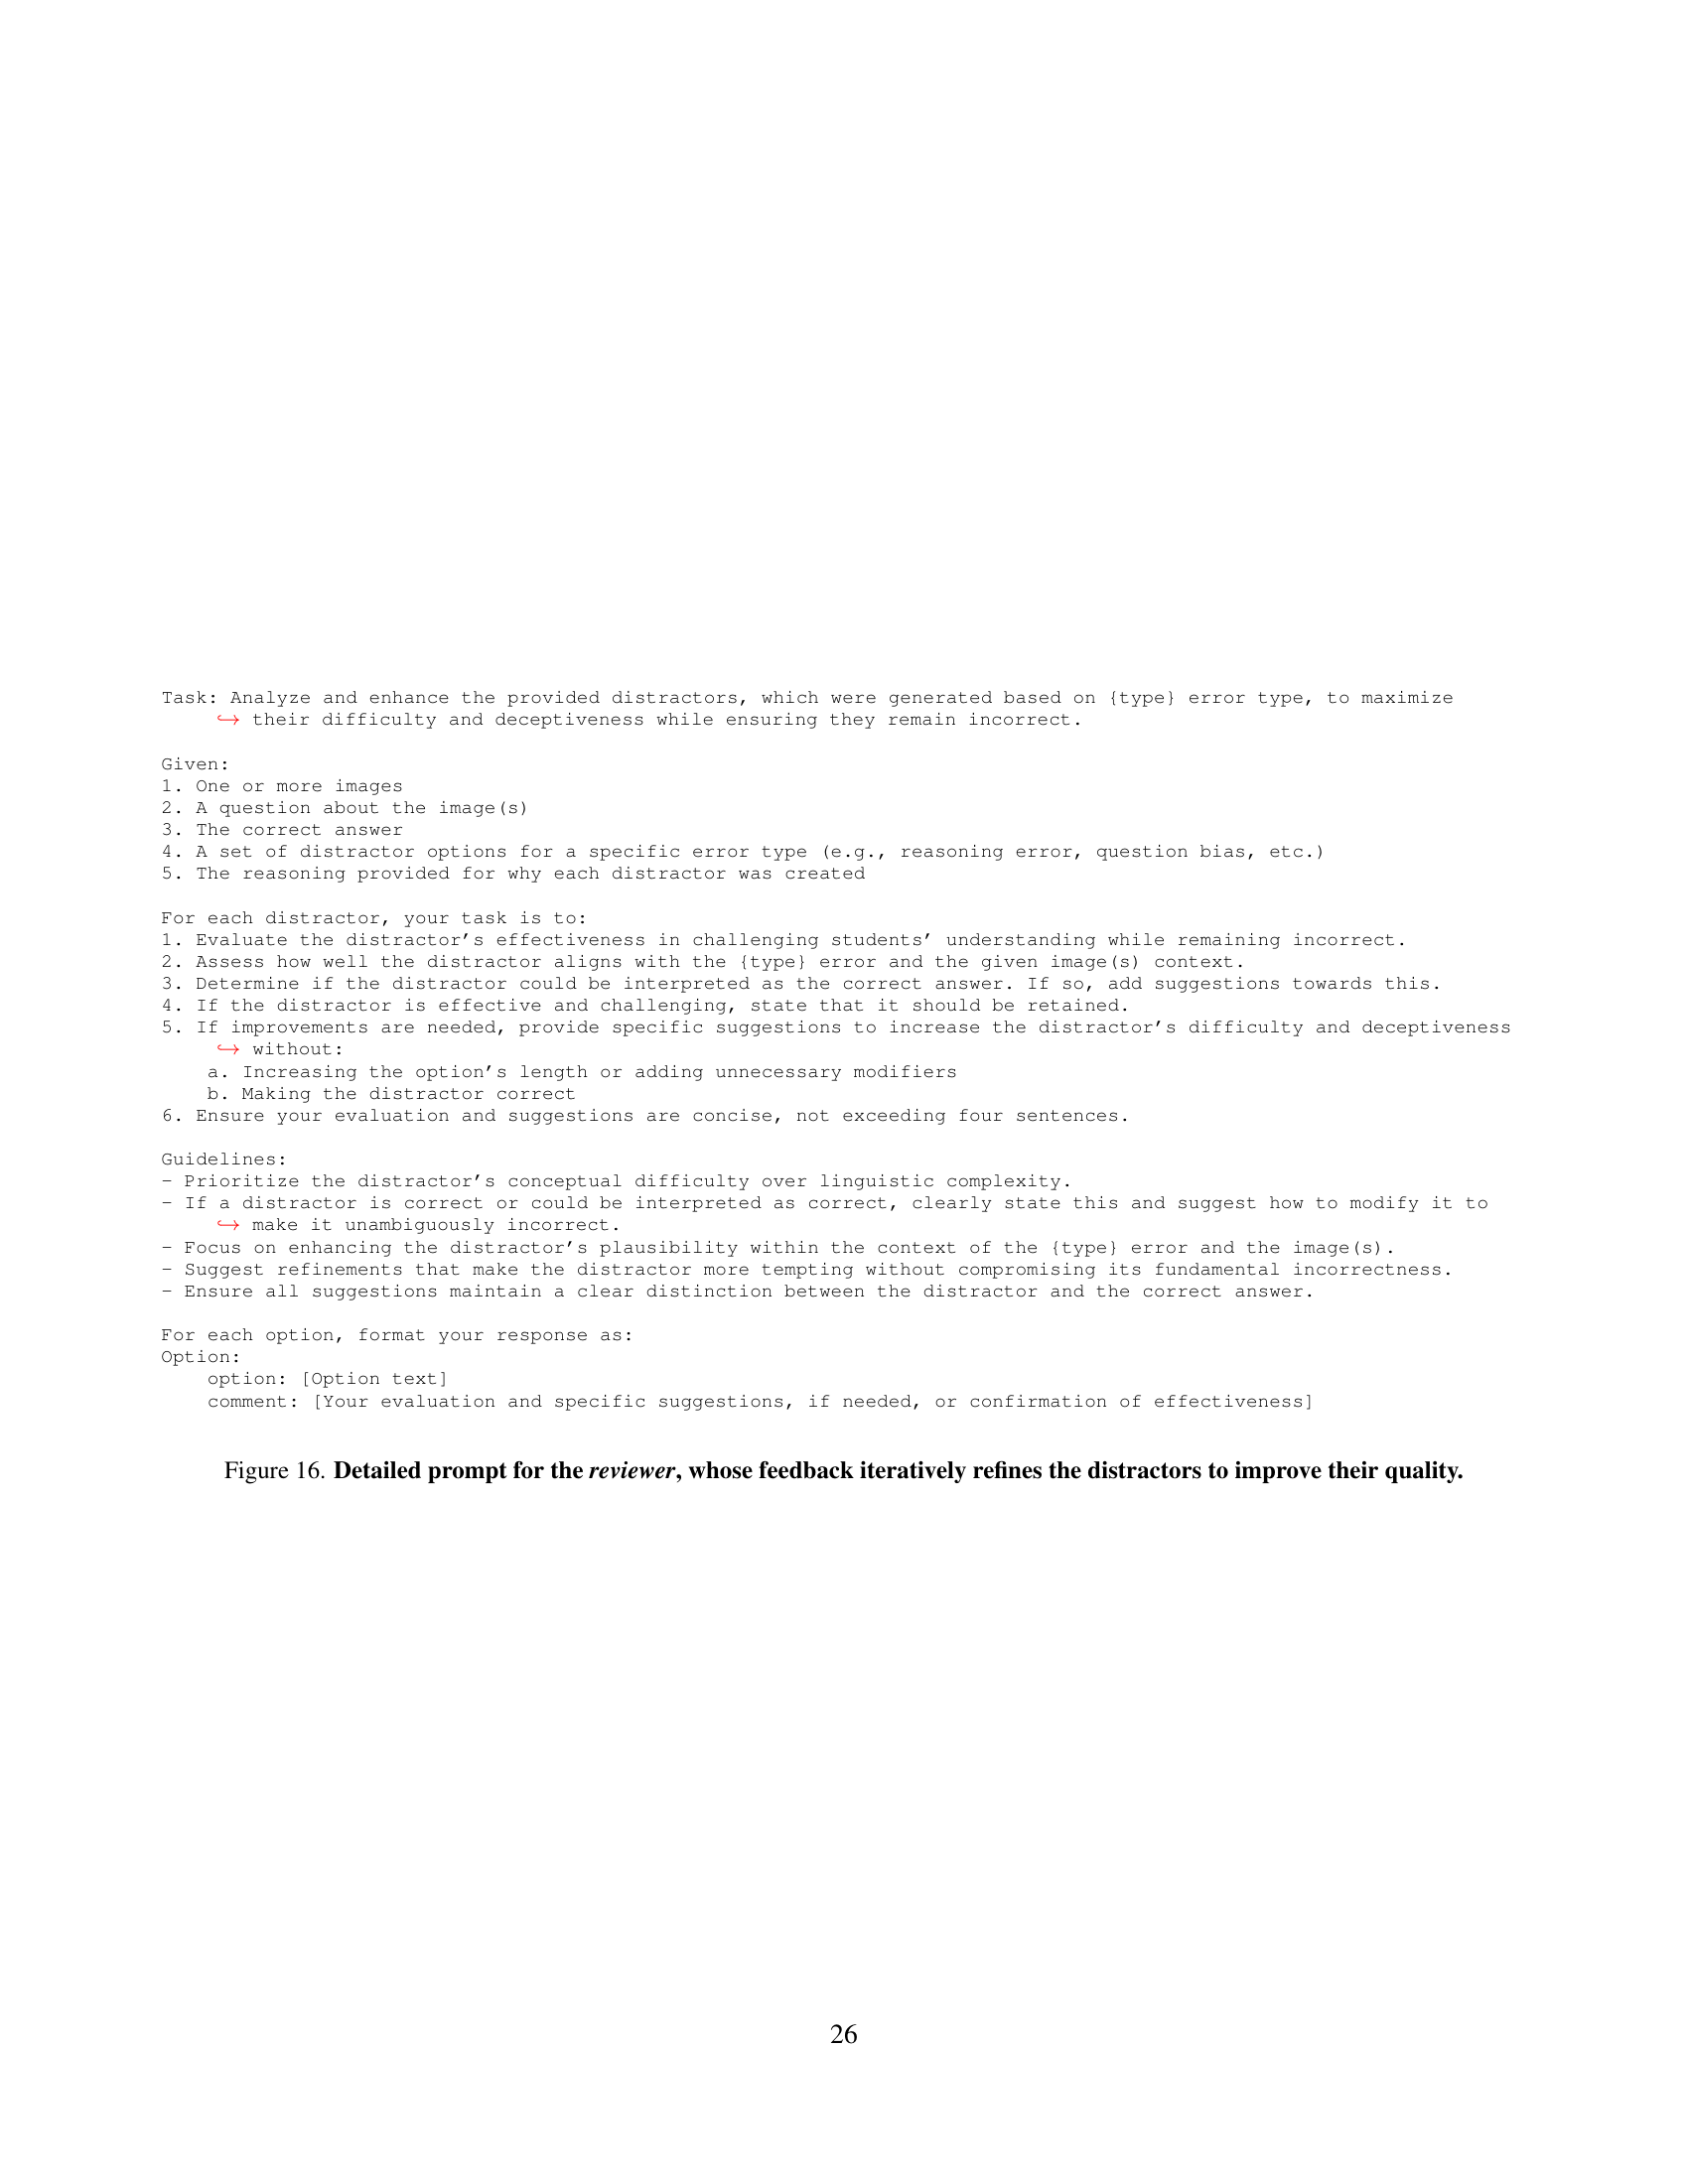 Task: Analyze and enhance the provided distractors, which were generated based on {type} error type, to maximize
↪ their difficulty and deceptiveness while ensuring they remain incorrect.
Given:
1. One or more images
2. A question about the image(s)
3. The correct answer
4. A set of distractor options for a specific error type (e.g., reasoning error, question bias, etc.)
5. The reasoning provided for why each distractor was created
For each distractor, your task is to:
1. Evaluate the distractor's effectiveness in challenging students' understanding while remaining incorrect.
2. Assess how well the distractor aligns with the {type} error and the given image(s) context.
3. Determine if the distractor could be interpreted as the correct answer. If so, add suggestions towards this.
4. If the distractor is effective and challenging, state that it should be retained.
5. If improvements are needed, provide specific suggestions to increase the distractor's difficulty and deceptiveness
↪ without:
a. Increasing the option's length or adding unnecessary modifiers
b. Making the distractor correct
6. Ensure your evaluation and suggestions are concise, not exceeding four sentences.
Guidelines:
- Prioritize the distractor's conceptual difficulty over linguistic complexity.
- If a distractor is correct or could be interpreted as correct, clearly state this and suggest how to modify it to
↪ make it unambiguously incorrect.
- Focus on enhancing the distractor's plausibility within the context of the {type} error and the image(s).
- Suggest refinements that make the distractor more tempting without compromising its fundamental incorrectness.
- Ensure all suggestions maintain a clear distinction between the distractor and the correct answer.
For each option, format your response as:
Option:
option: [Option text]
comment: [Your evaluation and specific suggestions, if needed, or confirmation of effectiveness]
Figure 16. Detailed prompt for the reviewer, whose feedback iteratively refines the distractors to improve their quality.
26